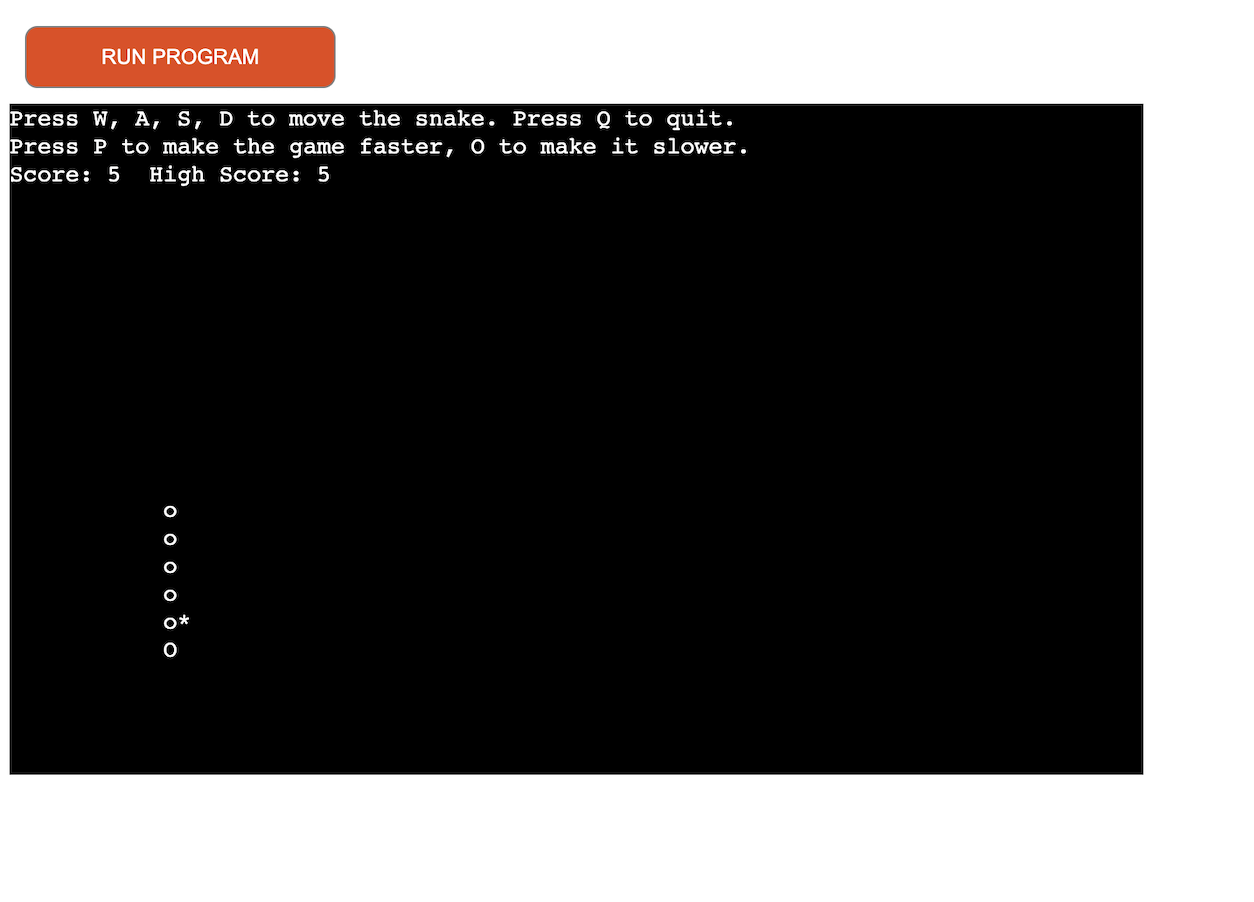 RUN PROGRAM
Press W, A, S, D to move the snake. Press Q to quit.
Press P to make the game faster, O to make it slower.
Score: 5  High Score: 5
o
o
o
o
o*
O